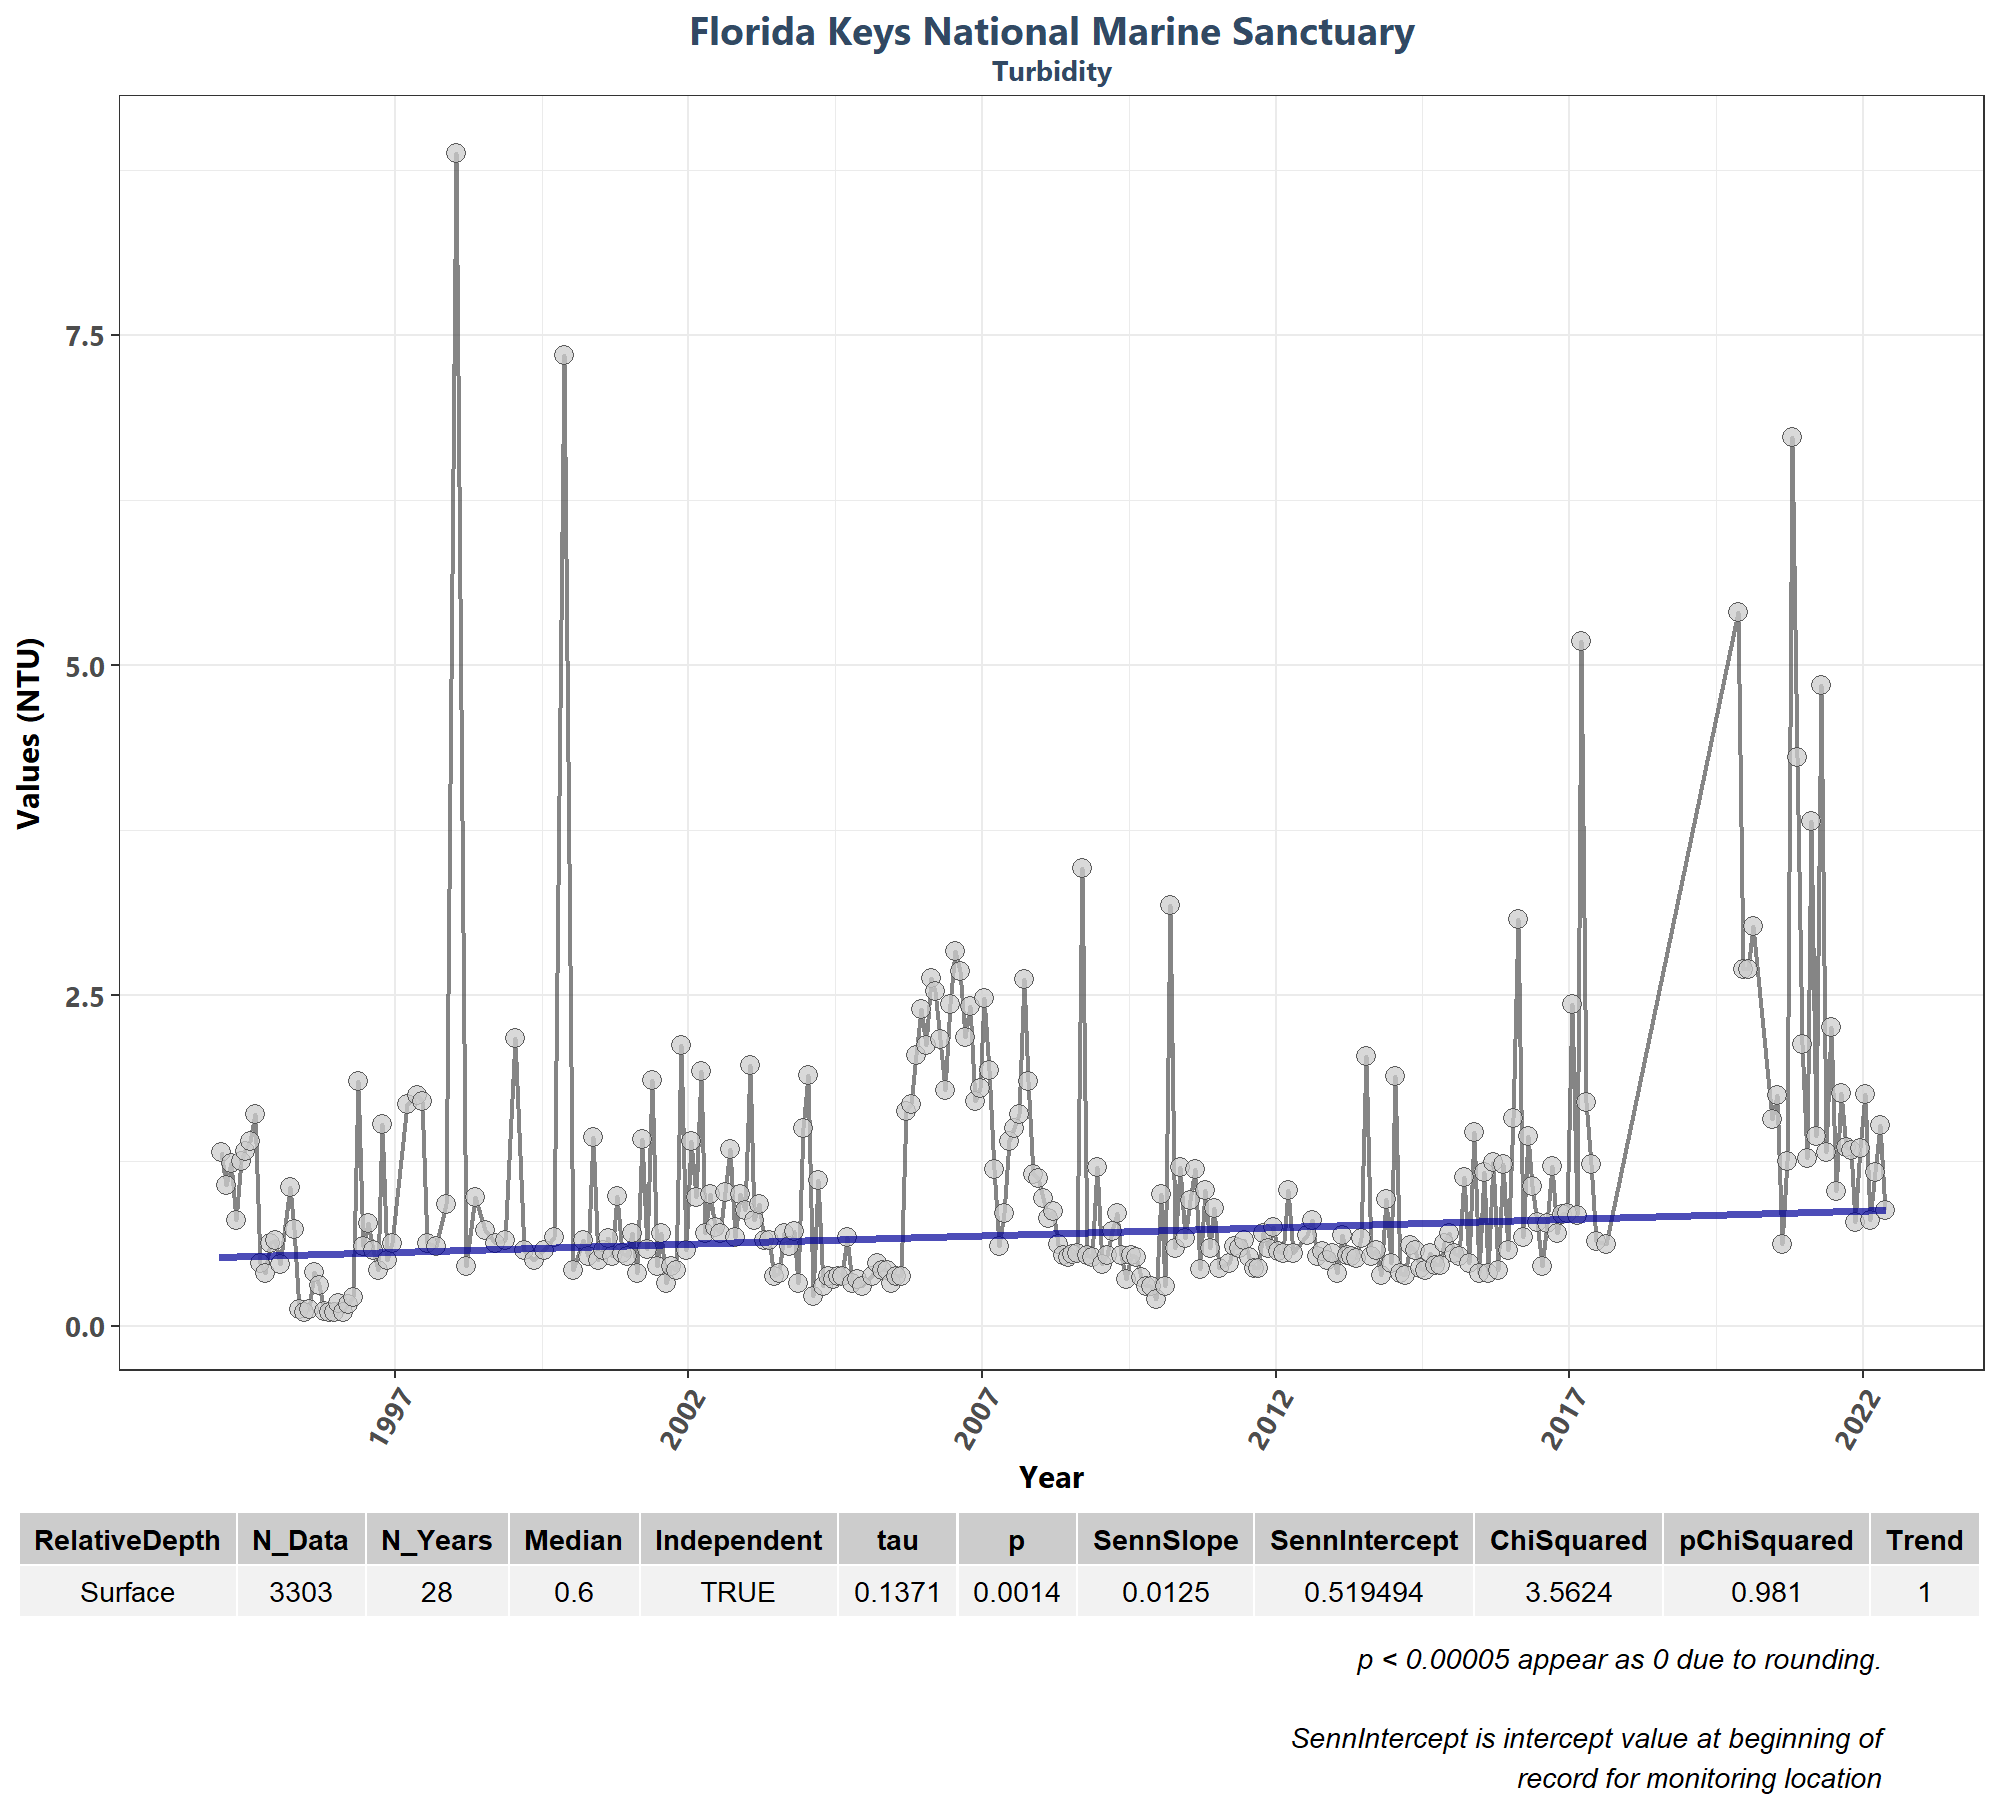 Florida Keys National Marine Sanctuary
Turbidity
Values (NTU)
7.5
5.0
2.5
0.0
1997 2002 2007 2012 2017 2022
Year
RelativeDepth N_Data N_Years Median Independent tau p SennSlope SennIntercept ChiSquared pChiSquared Trend
Surface 3303 28 0.6 TRUE 0.1371 0.0014 0.0125 0.519494 3.5624 0.981 1
p < 0.00005 appear as 0 due to rounding.
SennIntercept is intercept value at beginning of
record for monitoring location